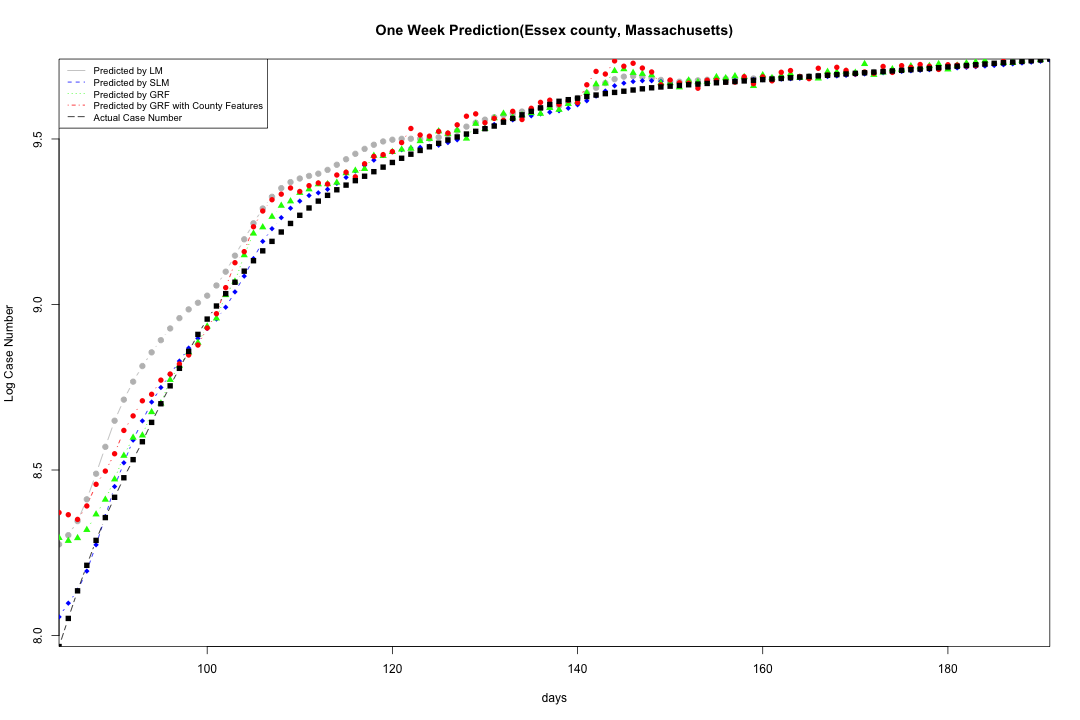 One Week Prediction(Essex county, Massachusetts)
Predicted by LM
Predicted by SLM
Predicted by GRF
Predicted by GRF with County Features
Actual Case Number
Log Case Number
9.5
9.0
8.5
8.0
100 120 140 160 180
days